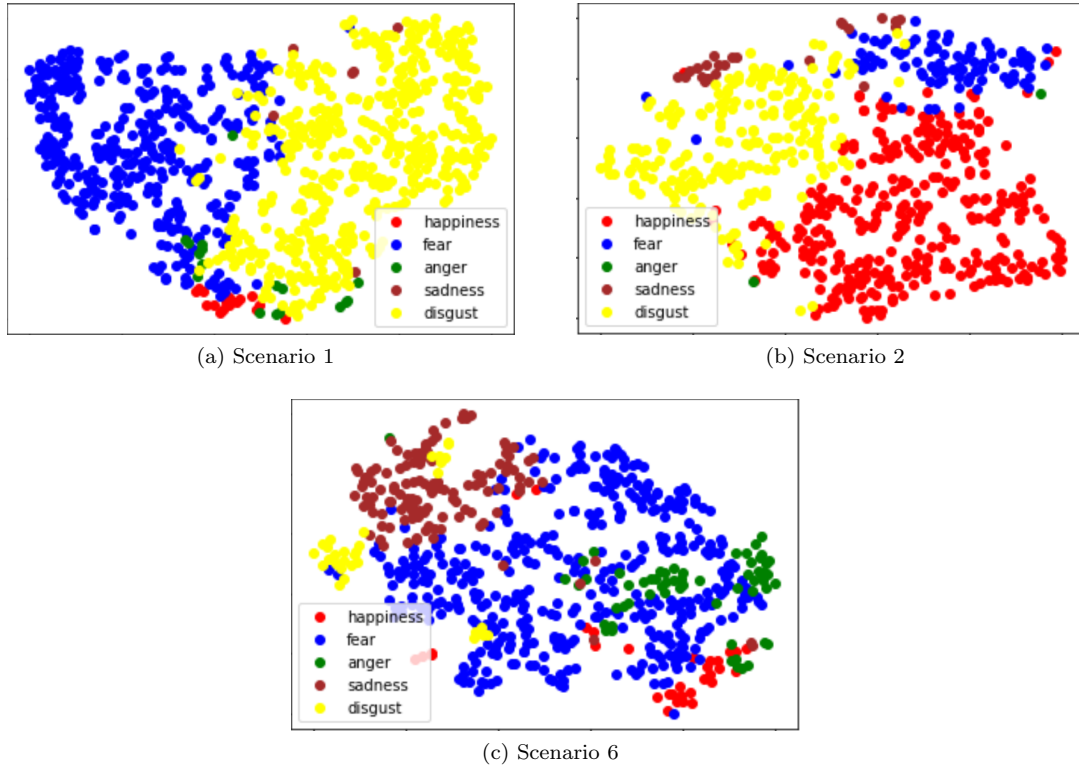 happiness
fear
anger
sadness
disgust
(a) Scenario 1
happiness
fear
anger
sadness
disgust
(b) Scenario 2
happiness
fear
anger
sadness
disgust
(c) Scenario 6